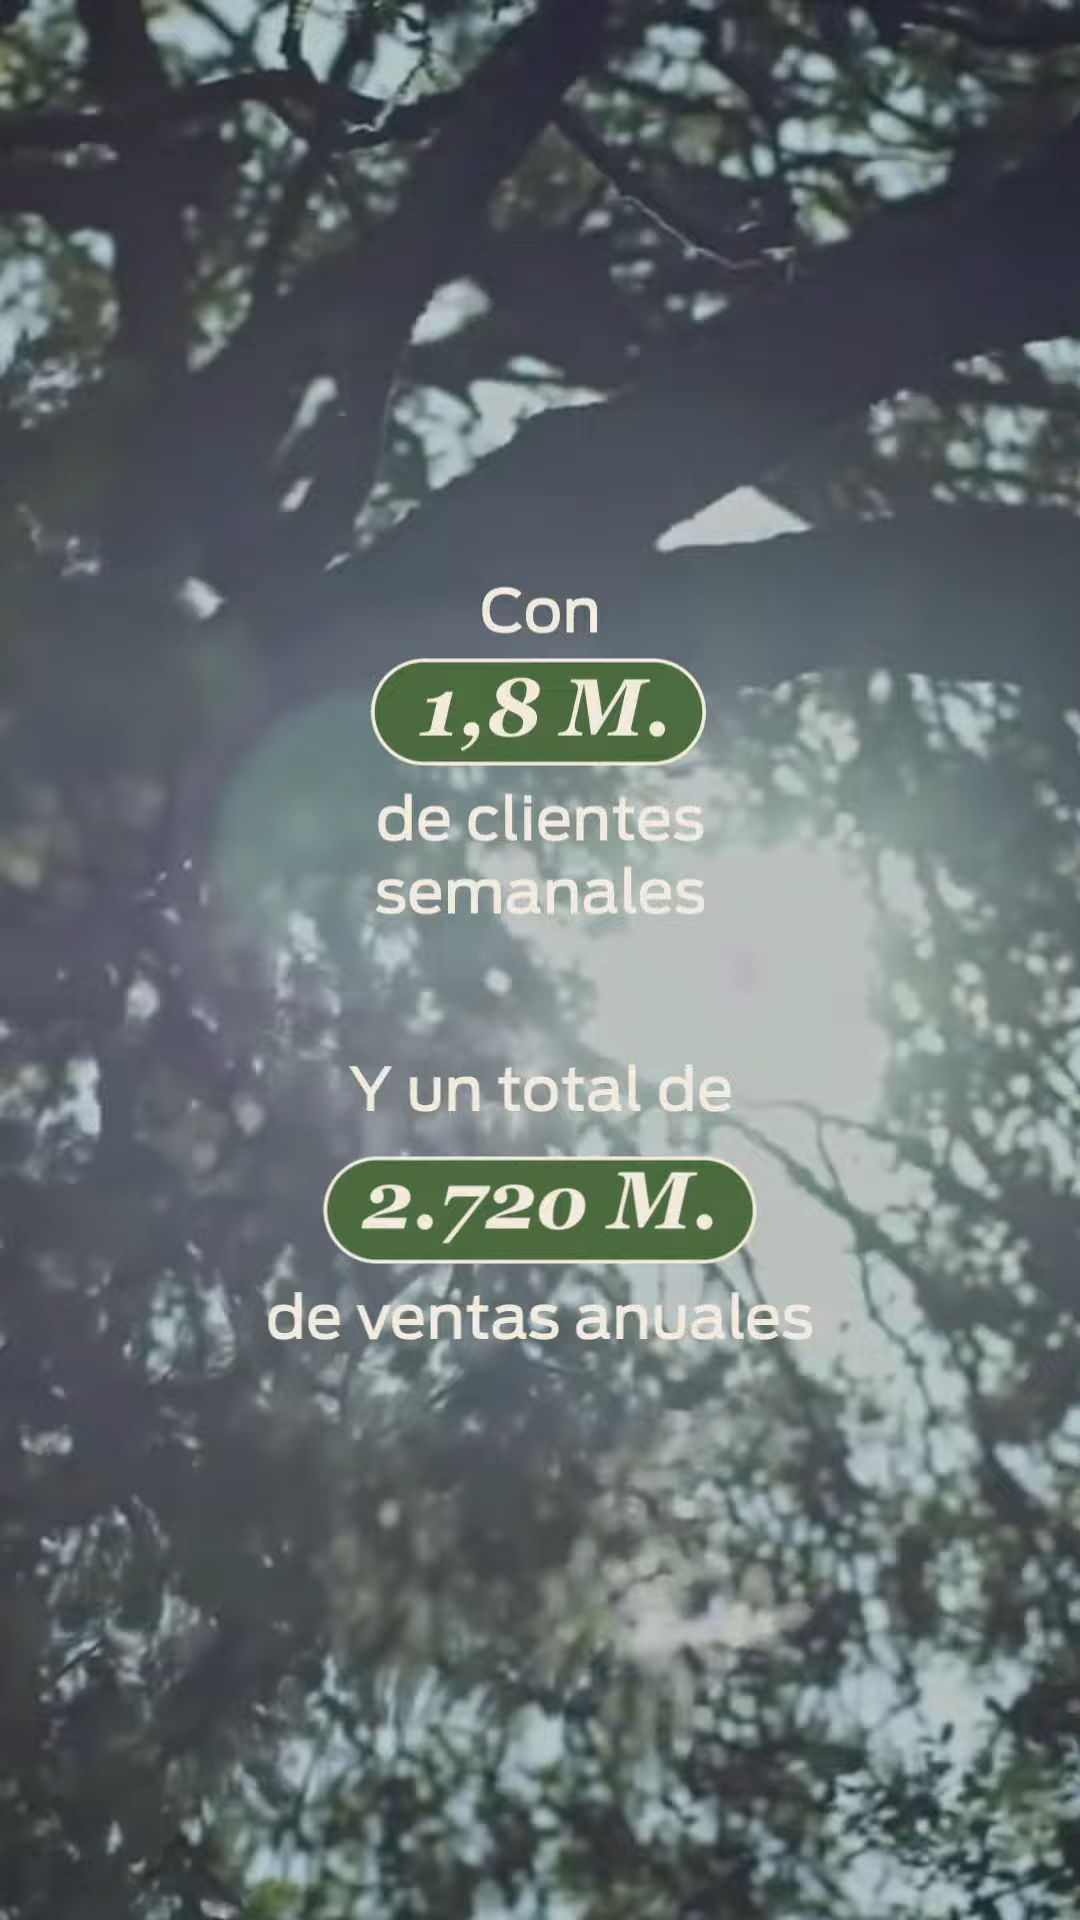 Con
1,8 M.
de clientes
semanales
Y un total de
2.720 M.
de ventas anuales